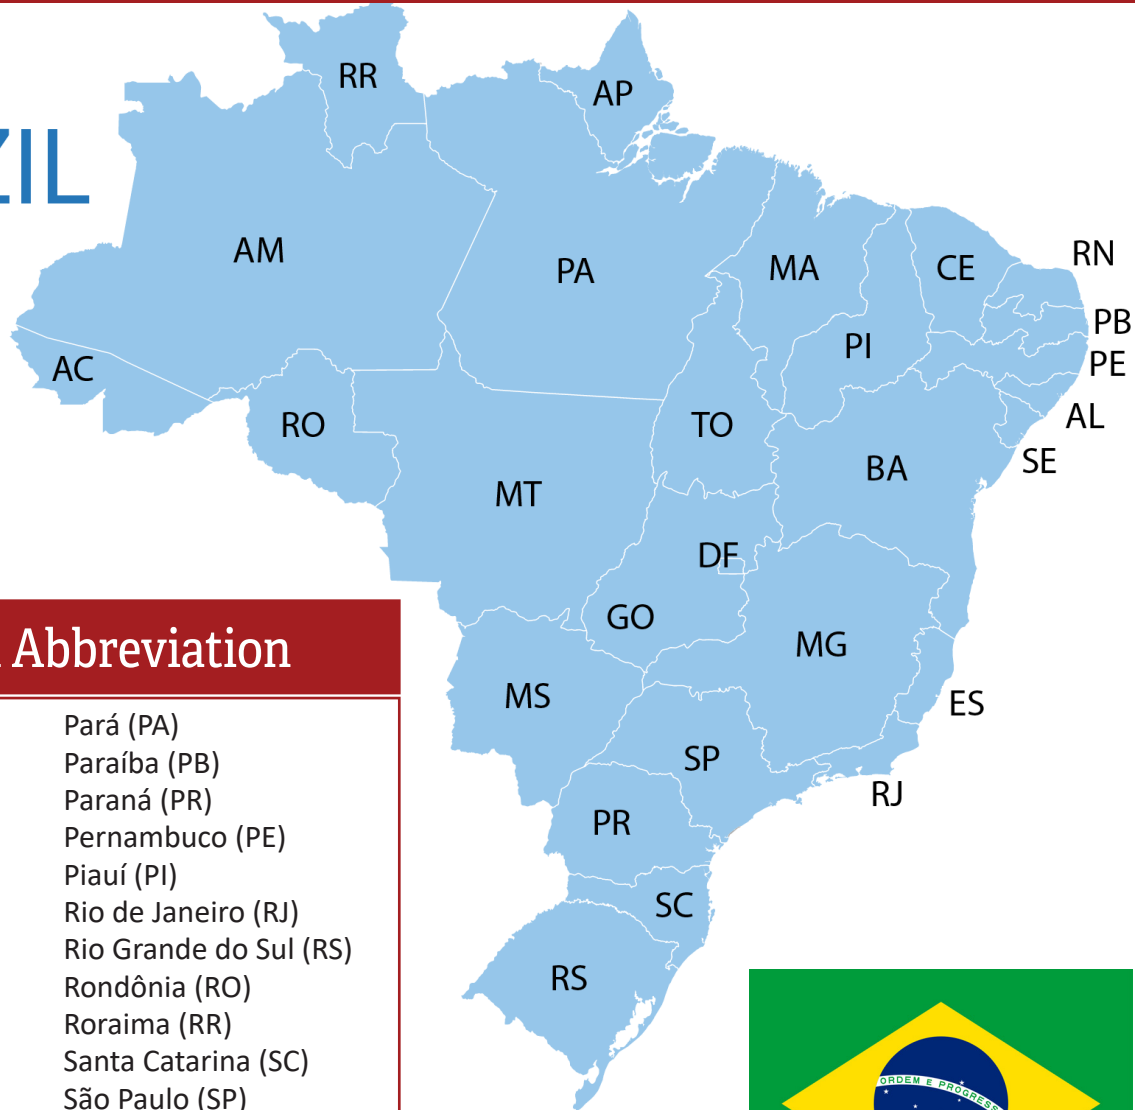 RR
AP
ZIL
AM
PA
MA
CE
RN
PB
PI
PE
AC
AL
RO
TO
SE
BA
MT
DF
GO
MG
Abbreviation
MS
ES
SP
RJ
PR
SC
RS
Pará (PA)
Paraíba (PB)
Paraná (PR)
Pernambuco (PE)
Piauí (PI)
Rio de Janeiro (RJ)
Rio Grande do Sul (RS)
Rondônia (RO)
Roraima (RR)
Santa Catarina (SC)
São Paulo (SP)
ORDEM E PROGRESS